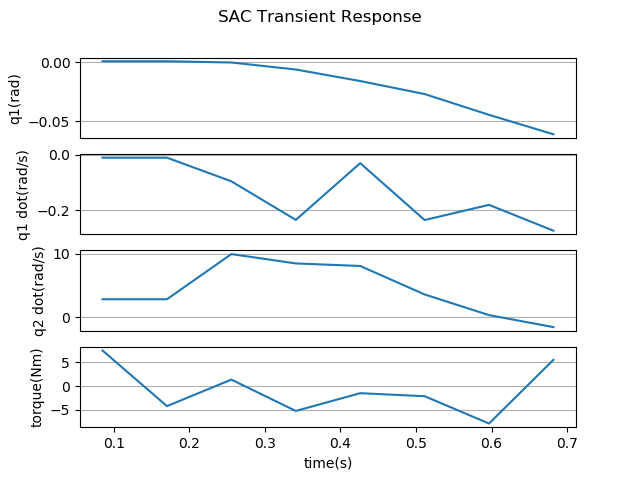 SAC Transient Response
q1(rad)
0.00
−0.05
q1 dot(rad/s)
0.0
−0.2
q2 dot(rad/s)
10
0
torque(Nm)
5
0
−5
0.1 0.2 0.3 0.4 0.5 0.6 0.7
time(s)